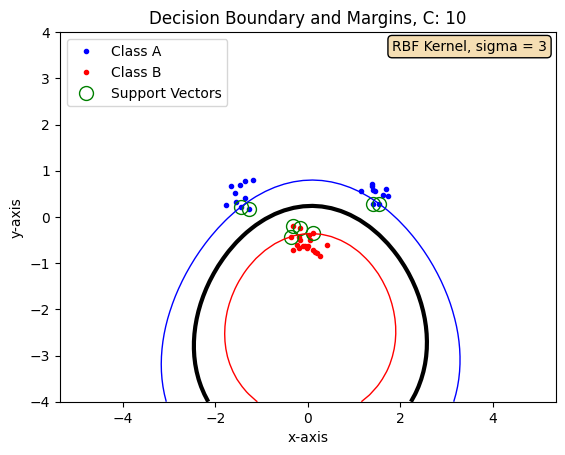 Decision Boundary and Margins, C: 10
RBF Kernel, sigma = 3
Class A
Class B
Support Vectors
y-axis
4
3
2
1
0
−1
−2
−3
−4
−4
−2
0
2
4
x-axis